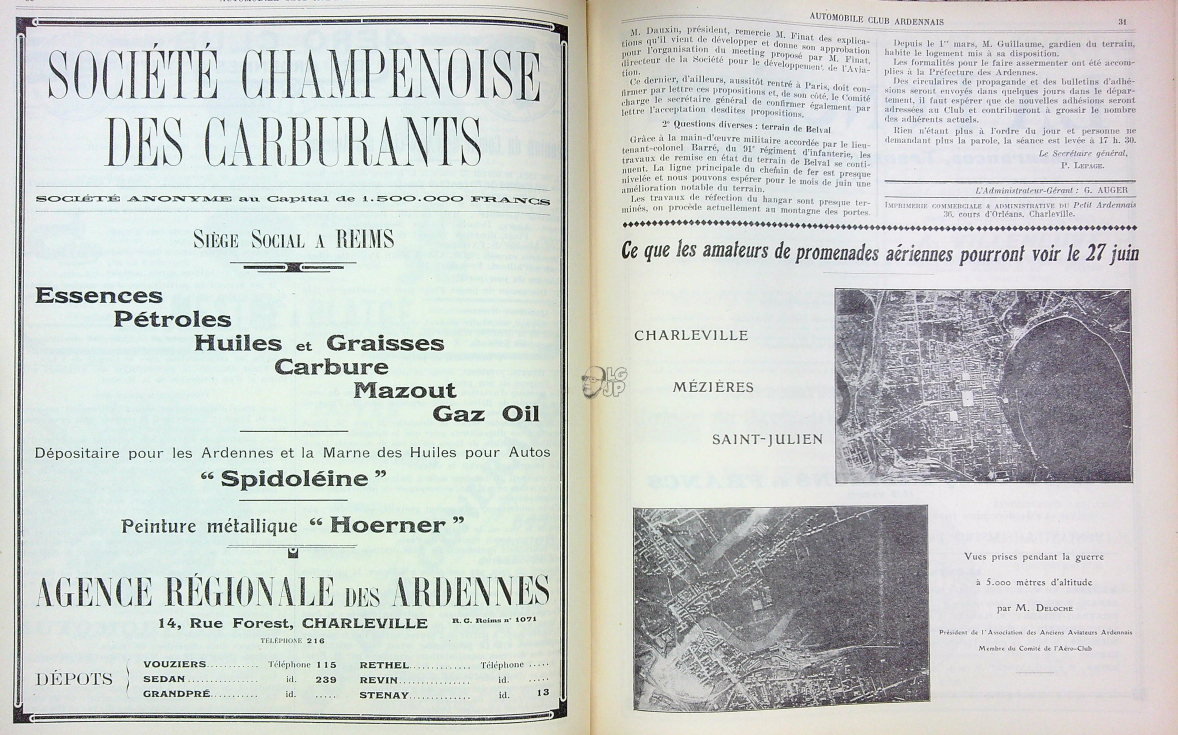 SOCIÉTÉ CHAMPENOISE
DES CARBURANTS
SOCIÉTÉ ANONYME au Capital de 1.500.000 FRANCS
SIÈGE SOCIAL A REIMS
Essences
Pétroles
Huiles et Graisses
Carbure
Mazout
Gaz Oil
Dépositaire pour les Ardennes et la Marne des Huiles pour Autos
“ Spidoléine ”
Peinture métallique “ Hoerner ”
AGENCE RÉGIONALE DES ARDENNES
14, Rue Forest, CHARLEVILLE R. C. Reims n° 1071
TÉLÉPHONE 216
DÉPÔTS
VOUZIERS........... Téléphone 115
SEDAN............... id. 239
GRANDPRÉ.......... id. .....
RETHEL............. Téléphone .....
REVIN............... id. .....
STENAY............. id. 13
AUTOMOBILE CLUB ARDENNAIS 31
M. Dauxin, président, remercie M. Finat des explica-
tions qu'il vient de développer et donne son approbation
pour l'organisation du meeting proposé par M. Finat,
directeur de la Société pour le développement de l'Avia-
tion.
Ce dernier, d'ailleurs, aussitôt rentré à Paris, doit con-
firmer par lettre ces propositions et, de son côté, le Comité
charge le secrétaire général de confirmer également par
lettre l'acceptation desdites propositions.
2° Questions diverses : terrain de Belval
Grâce à la main-d'œuvre militaire accordée par le lieu-
tenant-colonel Barré, du 91e régiment d'infanterie, les
travaux de remise en état du terrain de Belval se conti-
nuent. La ligne principale du chemin de fer est presque
nivelée et nous pouvons espérer pour le mois de juin une
amélioration notable du terrain.
Les travaux de réfection du hangar sont presque ter-
minés, on procède actuellement au montage des portes.
Depuis le 1er mars, M. Guillaume, gardien du terrain,
habite le logement mis à sa disposition.
Les formalités pour le faire assermenter ont été accom-
plies à la Préfecture des Ardennes.
Des circulaires de propagande et des bulletins d'adhé-
sions seront envoyés dans quelques jours dans le dépar-
tement, il faut espérer que de nouvelles adhésions seront
adressées au Club et contribueront à grossir le nombre
des adhérents actuels.
Rien n'étant plus à l'ordre du jour et personne ne
demandant plus la parole, la séance est levée à 17 h. 30.
Le Secrétaire général,
P. LEPAGE.
L'Administrateur-Gérant : G. AUGER
IMPRIMERIE COMMERCIALE & ADMINISTRATIVE DU Petit Ardennais
36, cours d'Orléans, Charleville.
Ce que les amateurs de promenades aériennes pourront voir le 27 juin
CHARLEVILLE
MÉZIÈRES
SAINT-JULIEN
LG
JP
Vues prises pendant la guerre
à 5.000 mètres d'altitude
par M. DELOCHE
Président de l'Association des Anciens Aviateurs Ardennais
Membre du Comité de l'Aéro-Club